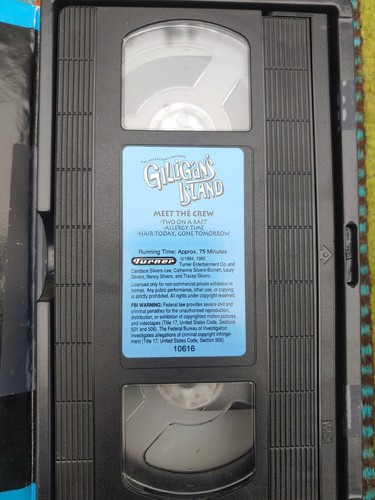 GILLIGAN'S
ISLAND
MEET THE CREW
•TWO ON A RAFT
•ALLERGY TIME
•HAIR TODAY, GONE TOMORROW
Running Time: Approx. 75 Minutes
Turner
©1964, 1966
Turner Entertainment Co. and
Candace Silvers-Lee, Catherine Silvers-Burnett, Laury
Silvers, Nancy Silvers, and Tracey Silvers.
Licensed only for non-commercial private exhibition in
homes. Any public performance, other use, or copying
is strictly prohibited. All rights under copyright reserved.
FBI WARNING: Federal law provides severe civil and
criminal penalties for the unauthorized reproduction,
distribution, or exhibition of copyrighted motion pictures
and videotapes (Title 17, United States Code, Sections
501 and 506). The Federal Bureau of Investigation
investigates allegations of criminal copyright infringe-
ment (Title 17, United States Code, Section 506).
10616